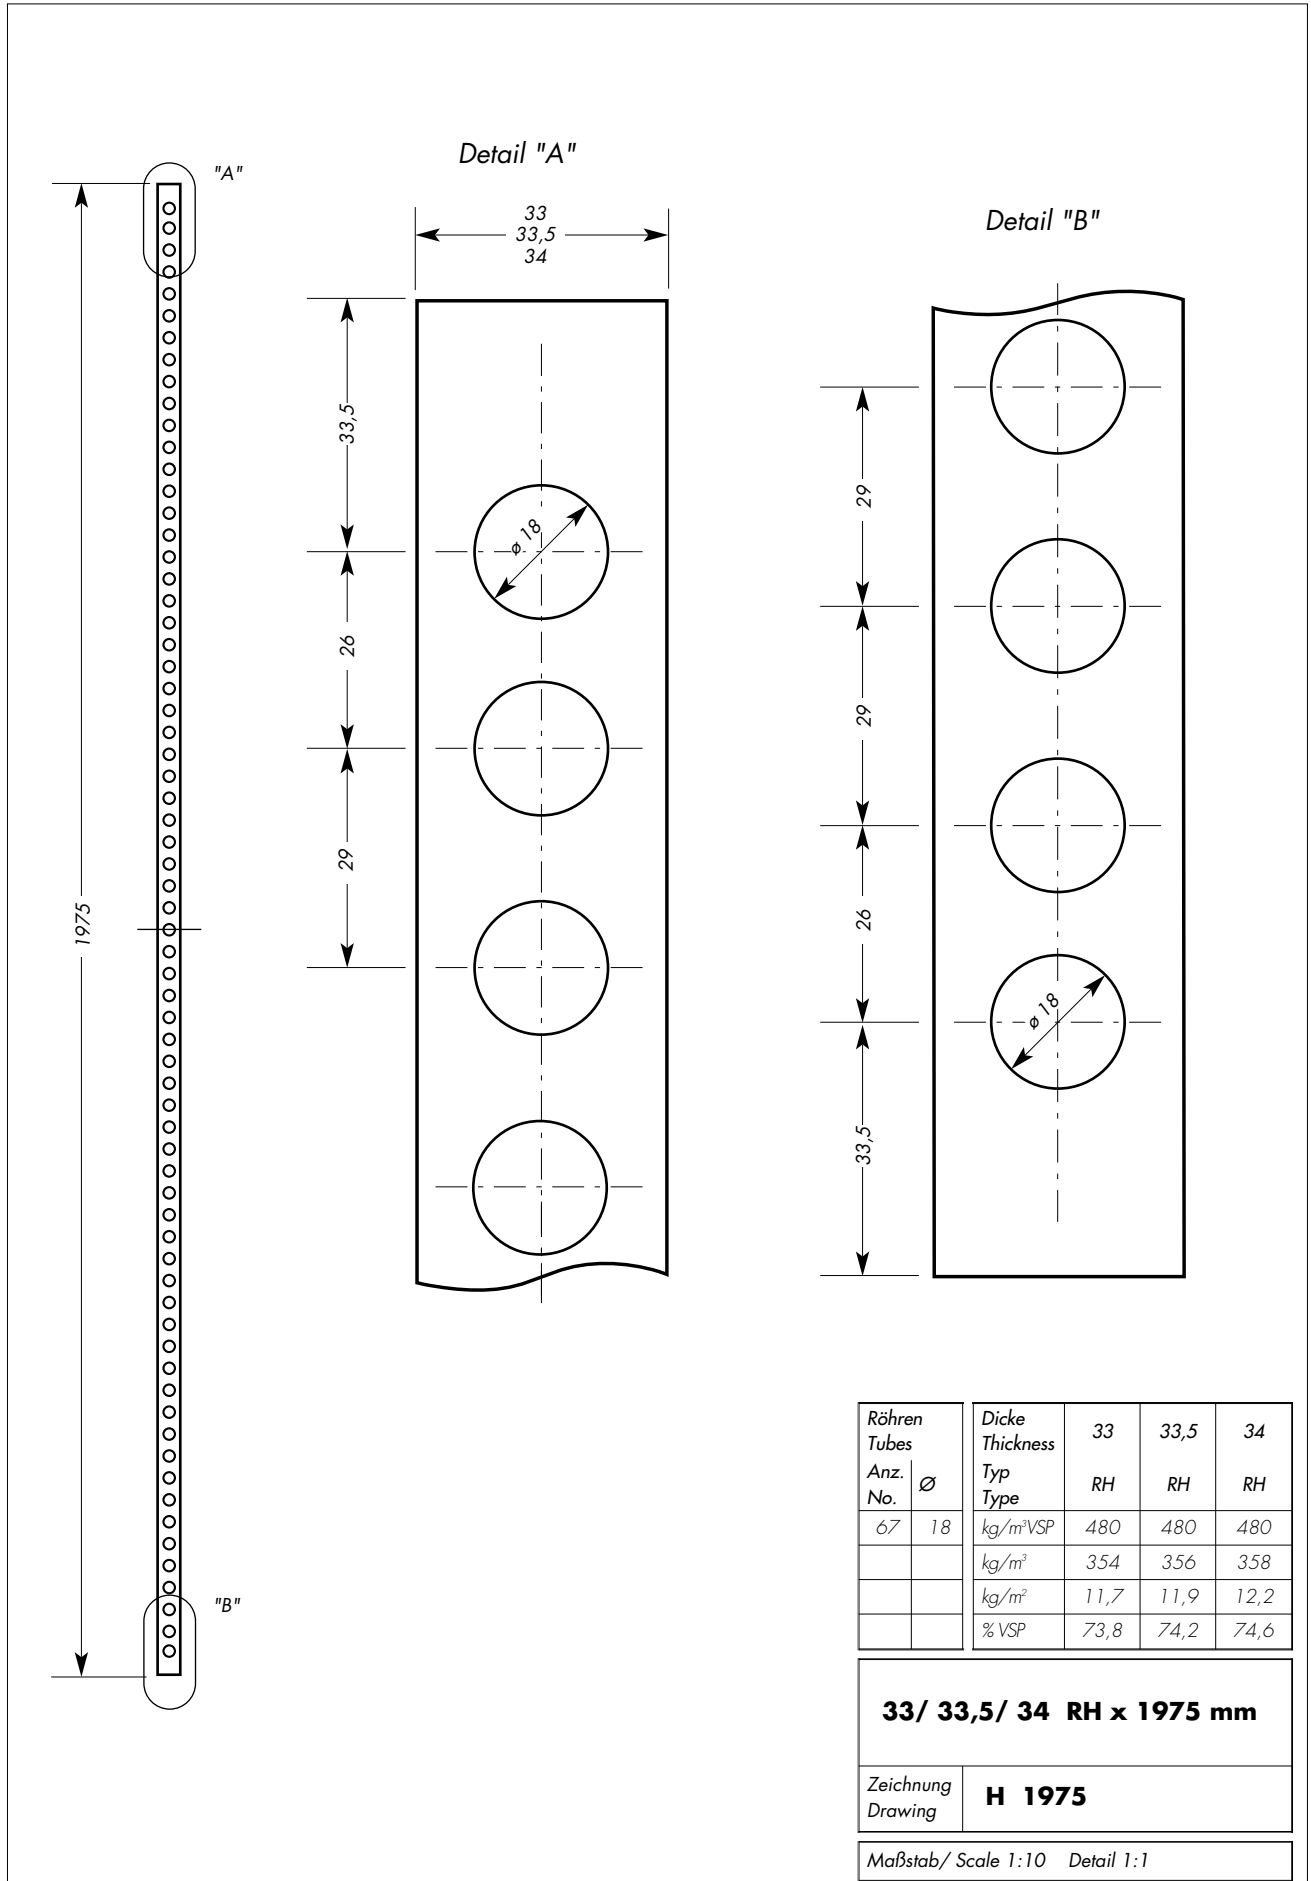 "A"
1975
"B"
Detail "A"
33
33,5
34
33,5
26
29
ø 18
Detail "B"
29
29
26
33,5
ø 18
Röhren
Tubes
Anz.
No.
Ø
67 18
Dicke
Thickness 33 33,5 34
Typ
Type RH RH RH
kg/m³VSP 480 480 480
kg/m³ 354 356 358
kg/m² 11,7 11,9 12,2
% VSP 73,8 74,2 74,6
33/ 33,5/ 34 RH x 1975 mm
Zeichnung
Drawing
H 1975
Maßstab/ Scale 1:10 Detail 1:1